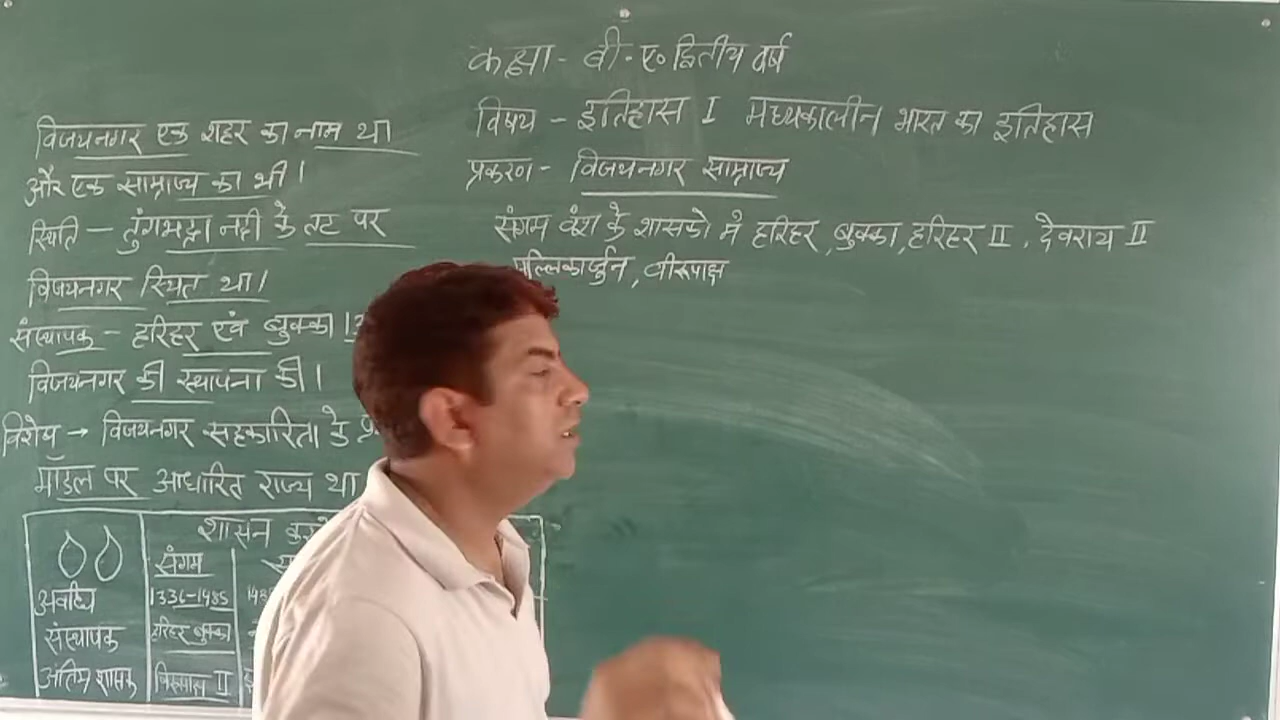 कक्षा - बी.ए० द्वितीय वर्ष
विषय - इतिहास I मध्यकालीन भारत का इतिहास
प्रकरण - विजयनगर साम्राज्य
संगम वंश के शासको मे हरिहर, बुक्का, हरिहर II, देवराय II
मल्लिकार्जुन, वीरूपाक्ष
विजयनगर एक शहर का नाम था
और एक साम्राज्य का भी।
स्थिति - तुंगभद्रा नदी के तट पर
विजयनगर स्थित था।
संस्थापक - हरिहर एवं बुक्का
विजयनगर की स्थापना की।
विशेष → विजयनगर सहकारिता के
मॉडल पर आधारित राज्य था
शासन
संगम
अवधि 1336-1485
संस्थापक हरिहर बुक्का
अंतिम शासक विरूपाक्ष II